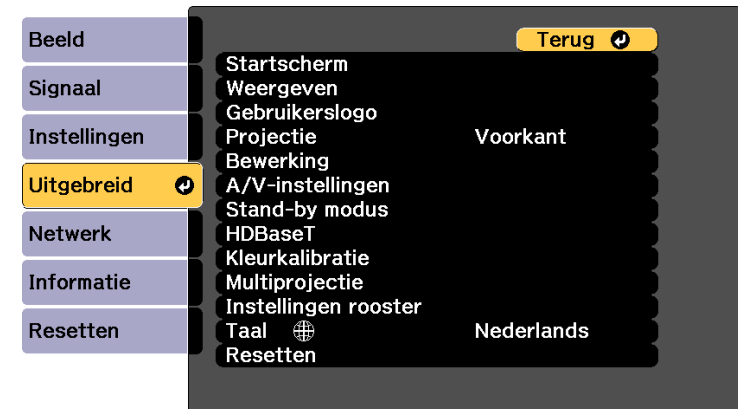 Beeld
Signaal
Instellingen
Uitgebreid
Netwerk
Informatie
Resetten
Terug
Startscherm
Weergeven
Gebruikerslogo
Projectie Voorkant
Bewerking
A/V-instellingen
Stand-by modus
HDBaseT
Kleurkalibratie
Multiprojectie
Instellingen rooster
Taal Nederlands
Resetten